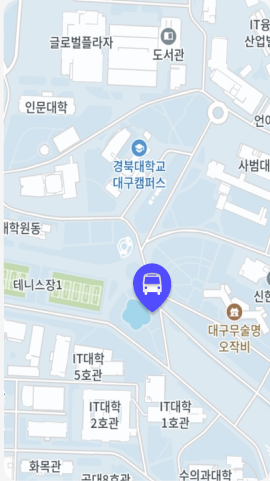 IT융
산업빌
글로벌플라자
도서관
인문대학
언어
경북대학교
대구캠퍼스
사범대
대학원동
테니스장1
신한
대구무술명
오작비
IT대학
5호관
IT대학
2호관
IT대학
1호관
화목관
공대8호관
수의과대학